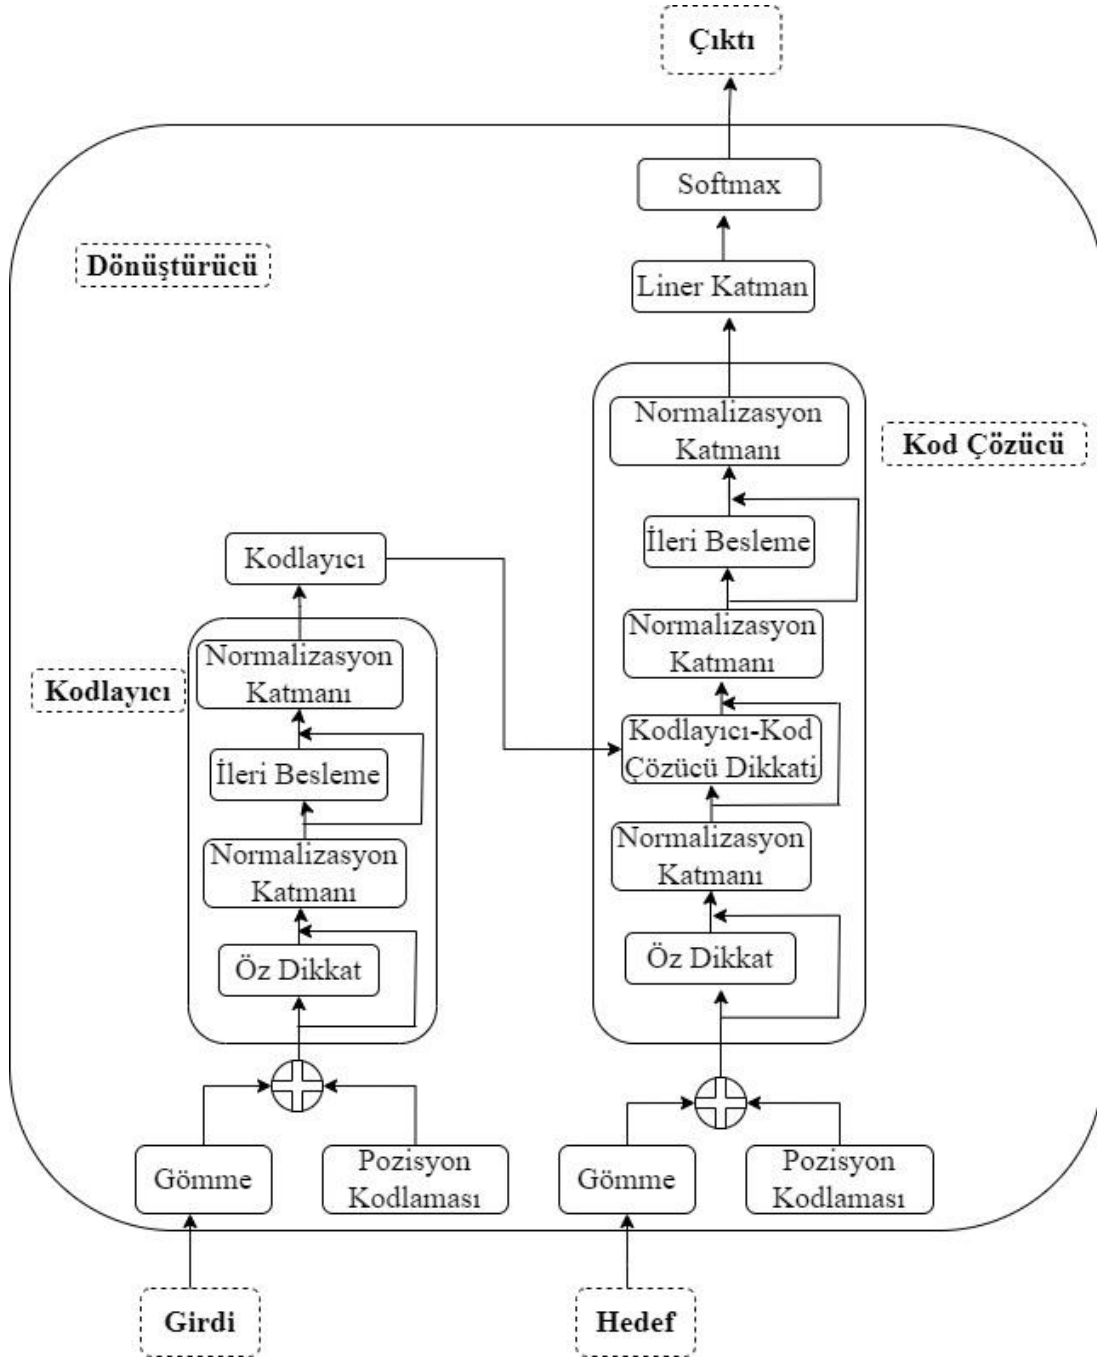 Çıktı
Softmax
Dönüştürücü
Liner Katman
Normalizasyon
Katmanı
Kod Çözücü
İleri Besleme
Kodlayıcı
Normalizasyon
Katmanı
Normalizasyon
Katmanı
Kodlayıcı
Kodlayıcı-Kod
Çözücü Dikkati
İleri Besleme
Normalizasyon
Katmanı
Normalizasyon
Katmanı
Öz Dikkat
Öz Dikkat
Gömme
Pozisyon
Kodlaması
Gömme
Pozisyon
Kodlaması
Girdi
Hedef